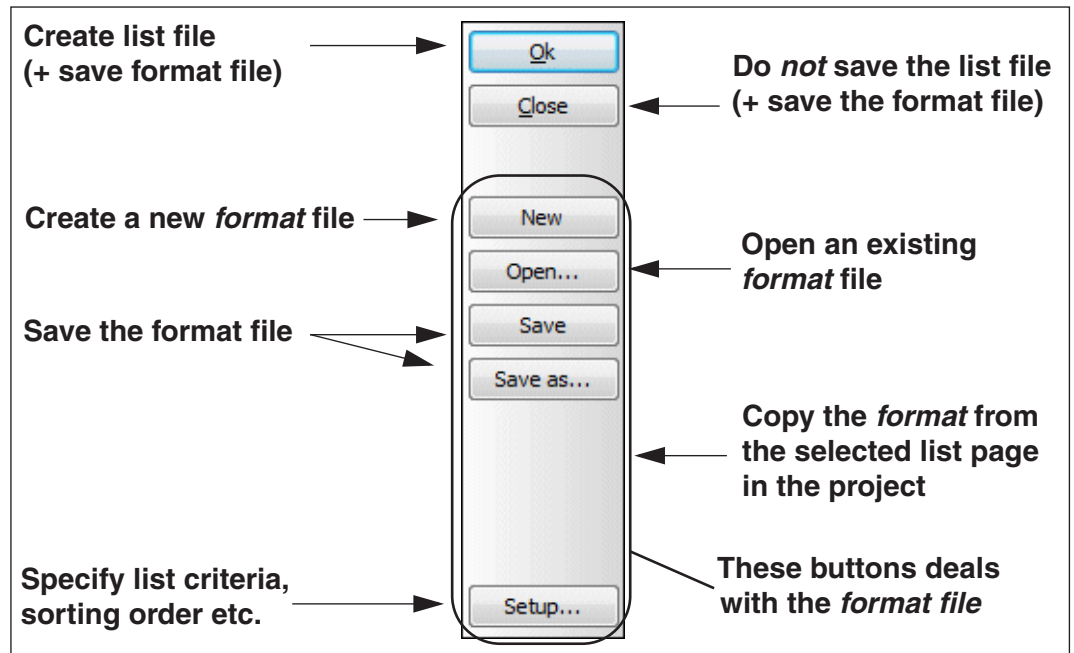 Create list file
(+ save format file)
Ok
Do not save the list file
(+ save the format file)
Close
Create a new format file
New
Open an existing
format file
Open...
Save the format file
Save
Save as...
Copy the format from
the selected list page
in the project
These buttons deals
with the format file
Specify list criteria,
sorting order etc.
Setup...